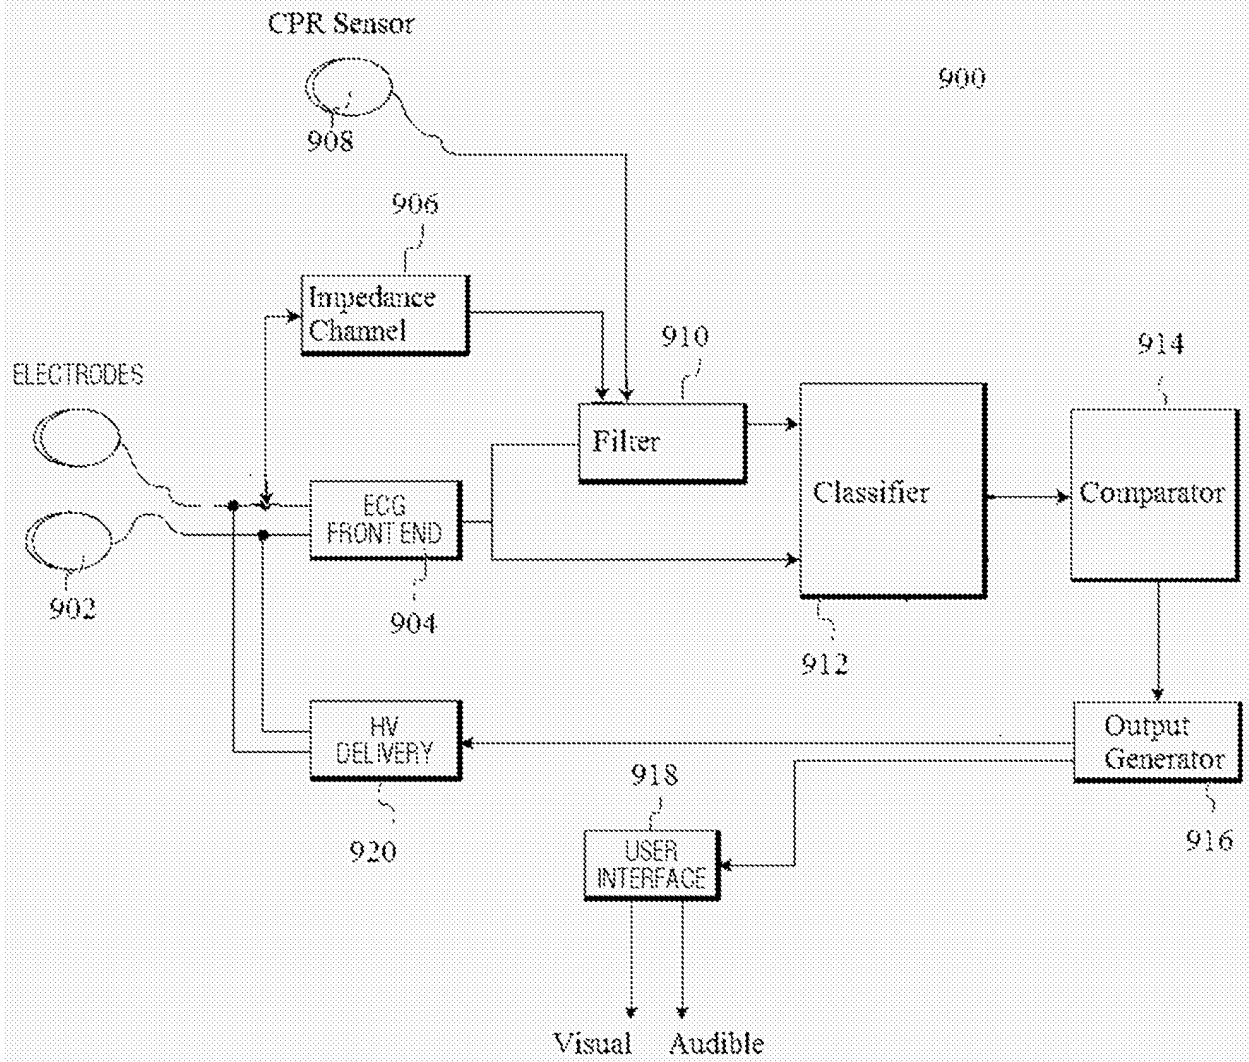 CPR Sensor
900
908
906
Impedance
Channel
910
914
ELECTRODES
Filter
Classifier
Comparator
ECG
FRONT END
902
904
912
HV
DELIVERY
Output
Generator
918
920
916
USER
INTERFACE
Visual Audible